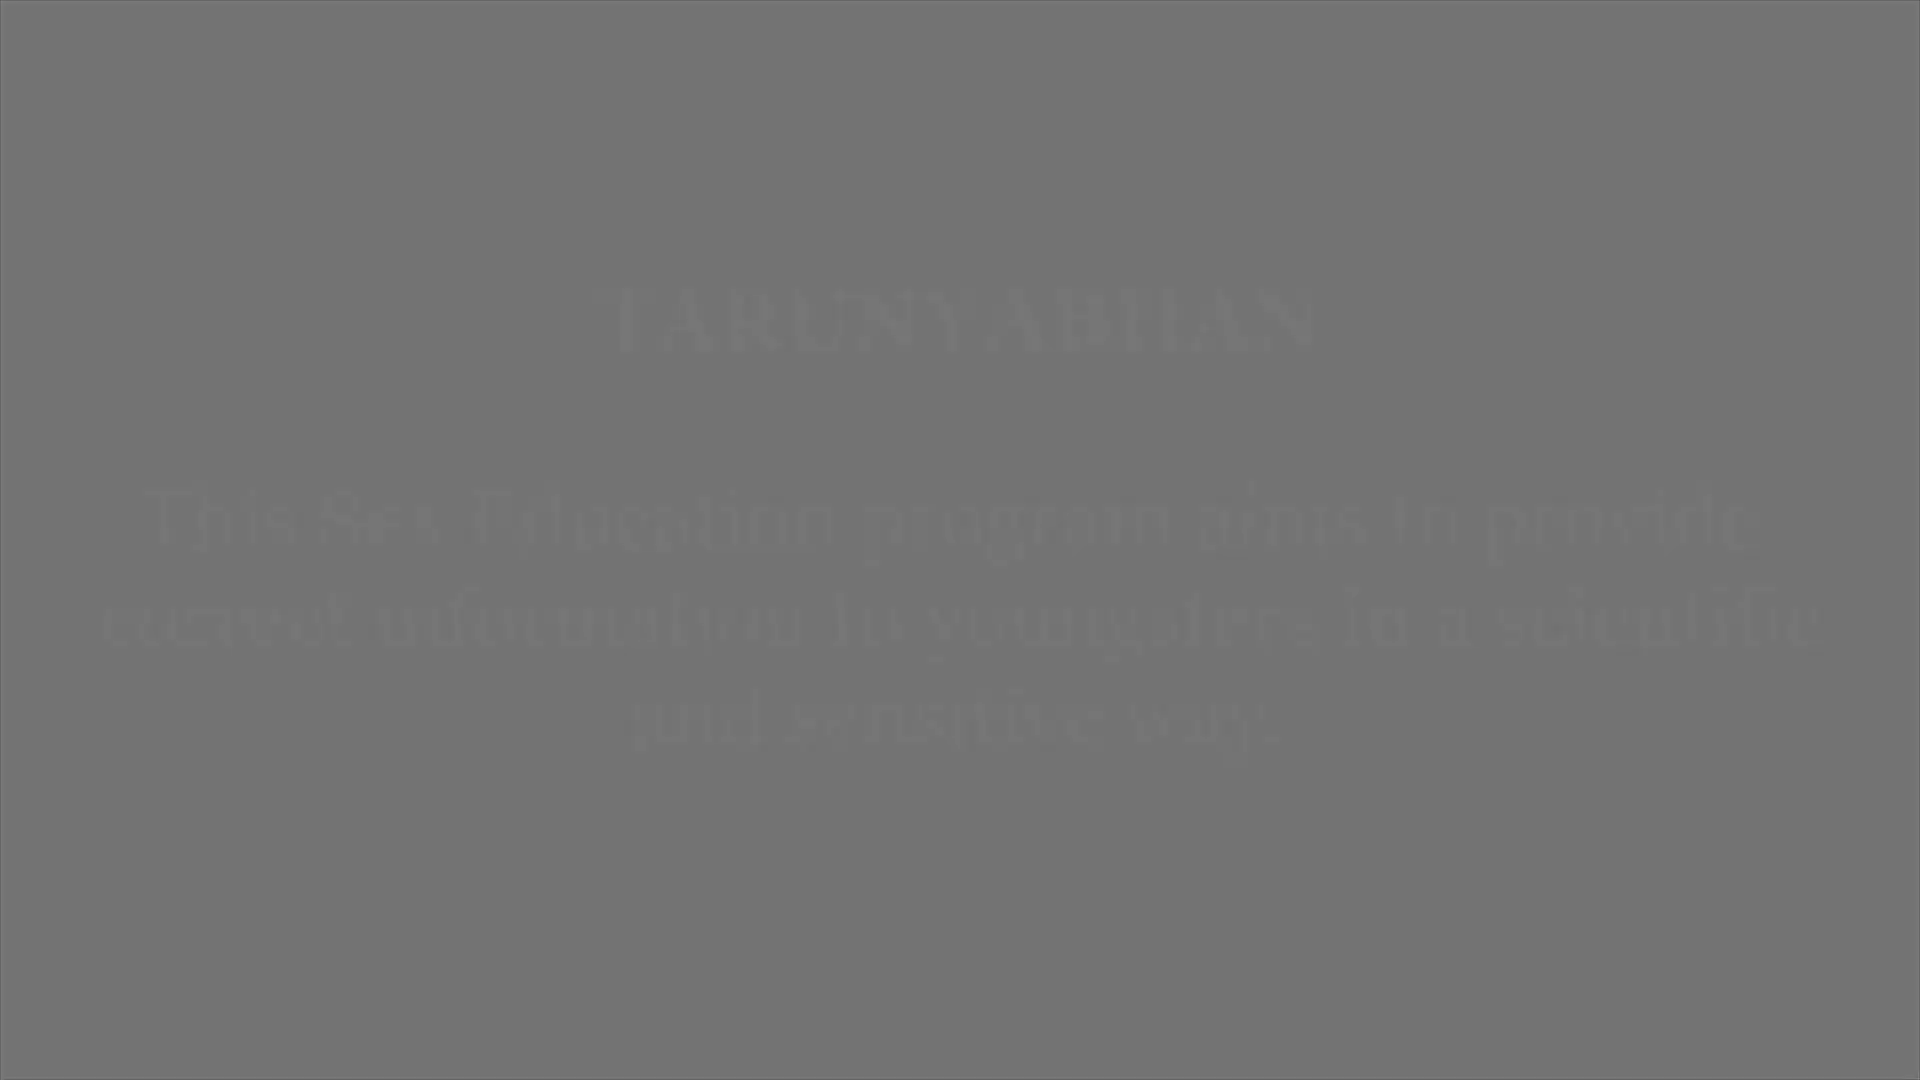 TARUNYABHAN
This Sex Education program aims to provide
correct information to youngsters in a scientific
and sensitive way.